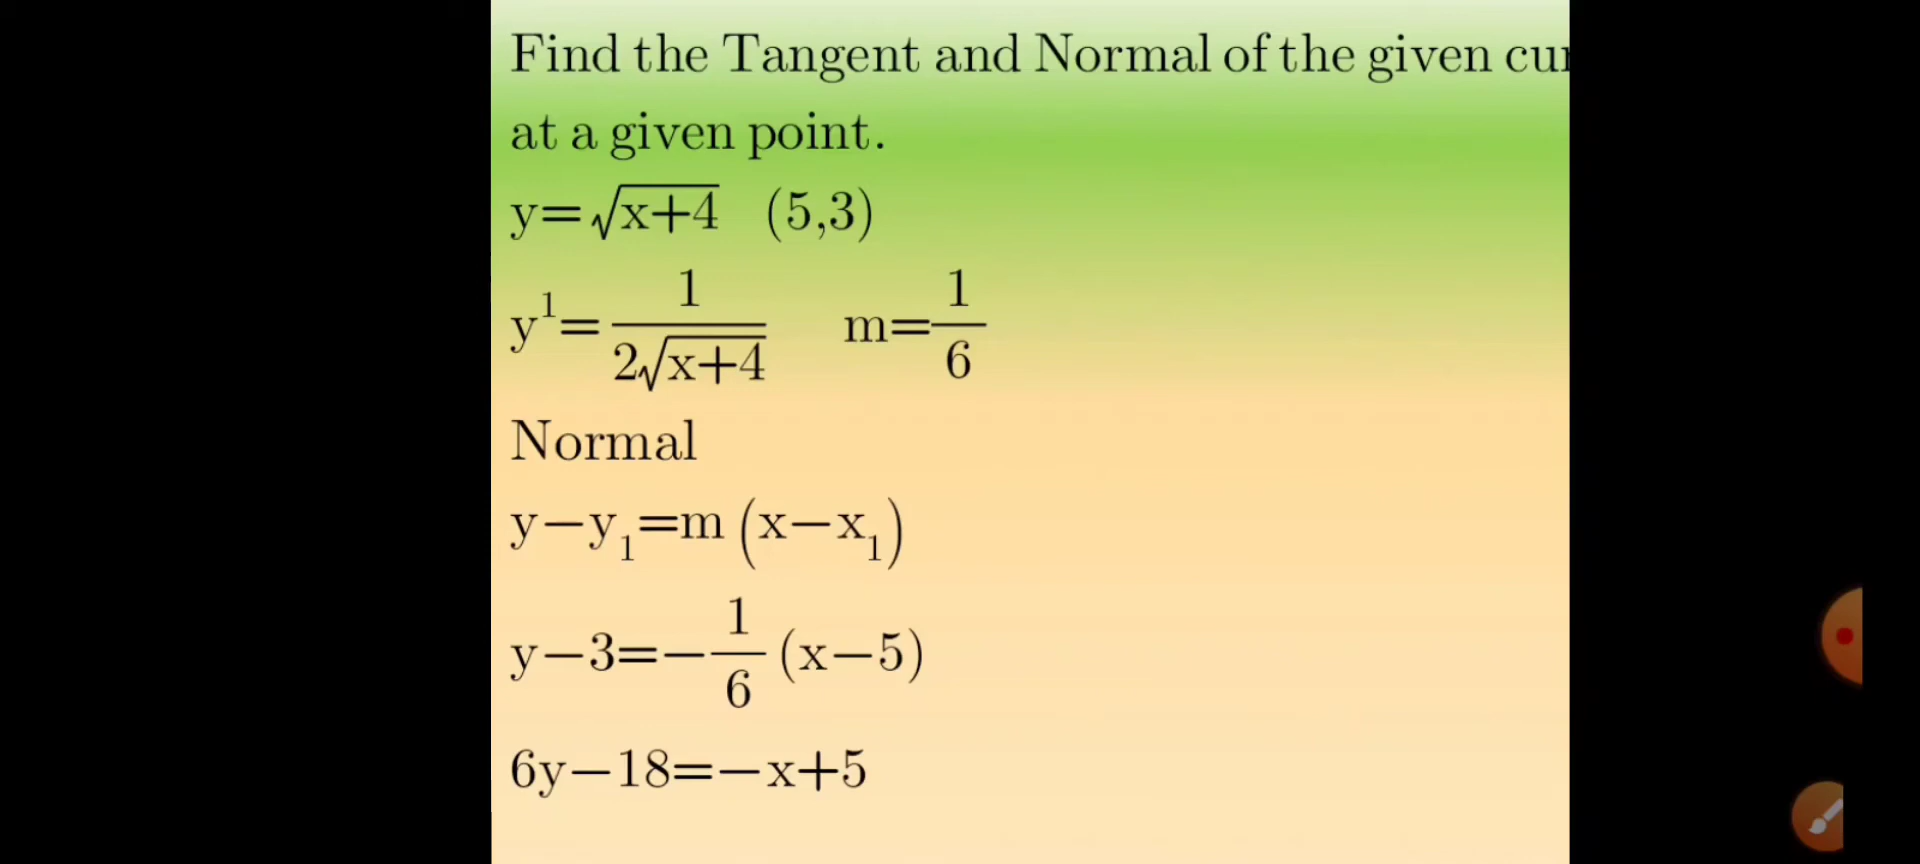 Find the Tangent and Normal of the given cur
at a given point.
y=√x+4 (5,3)
y¹= 1/2√x+4 m=1/6
Normal
y−y₁=m(x−x₁)
y−3=−1/6(x−5)
6y−18=−x+5